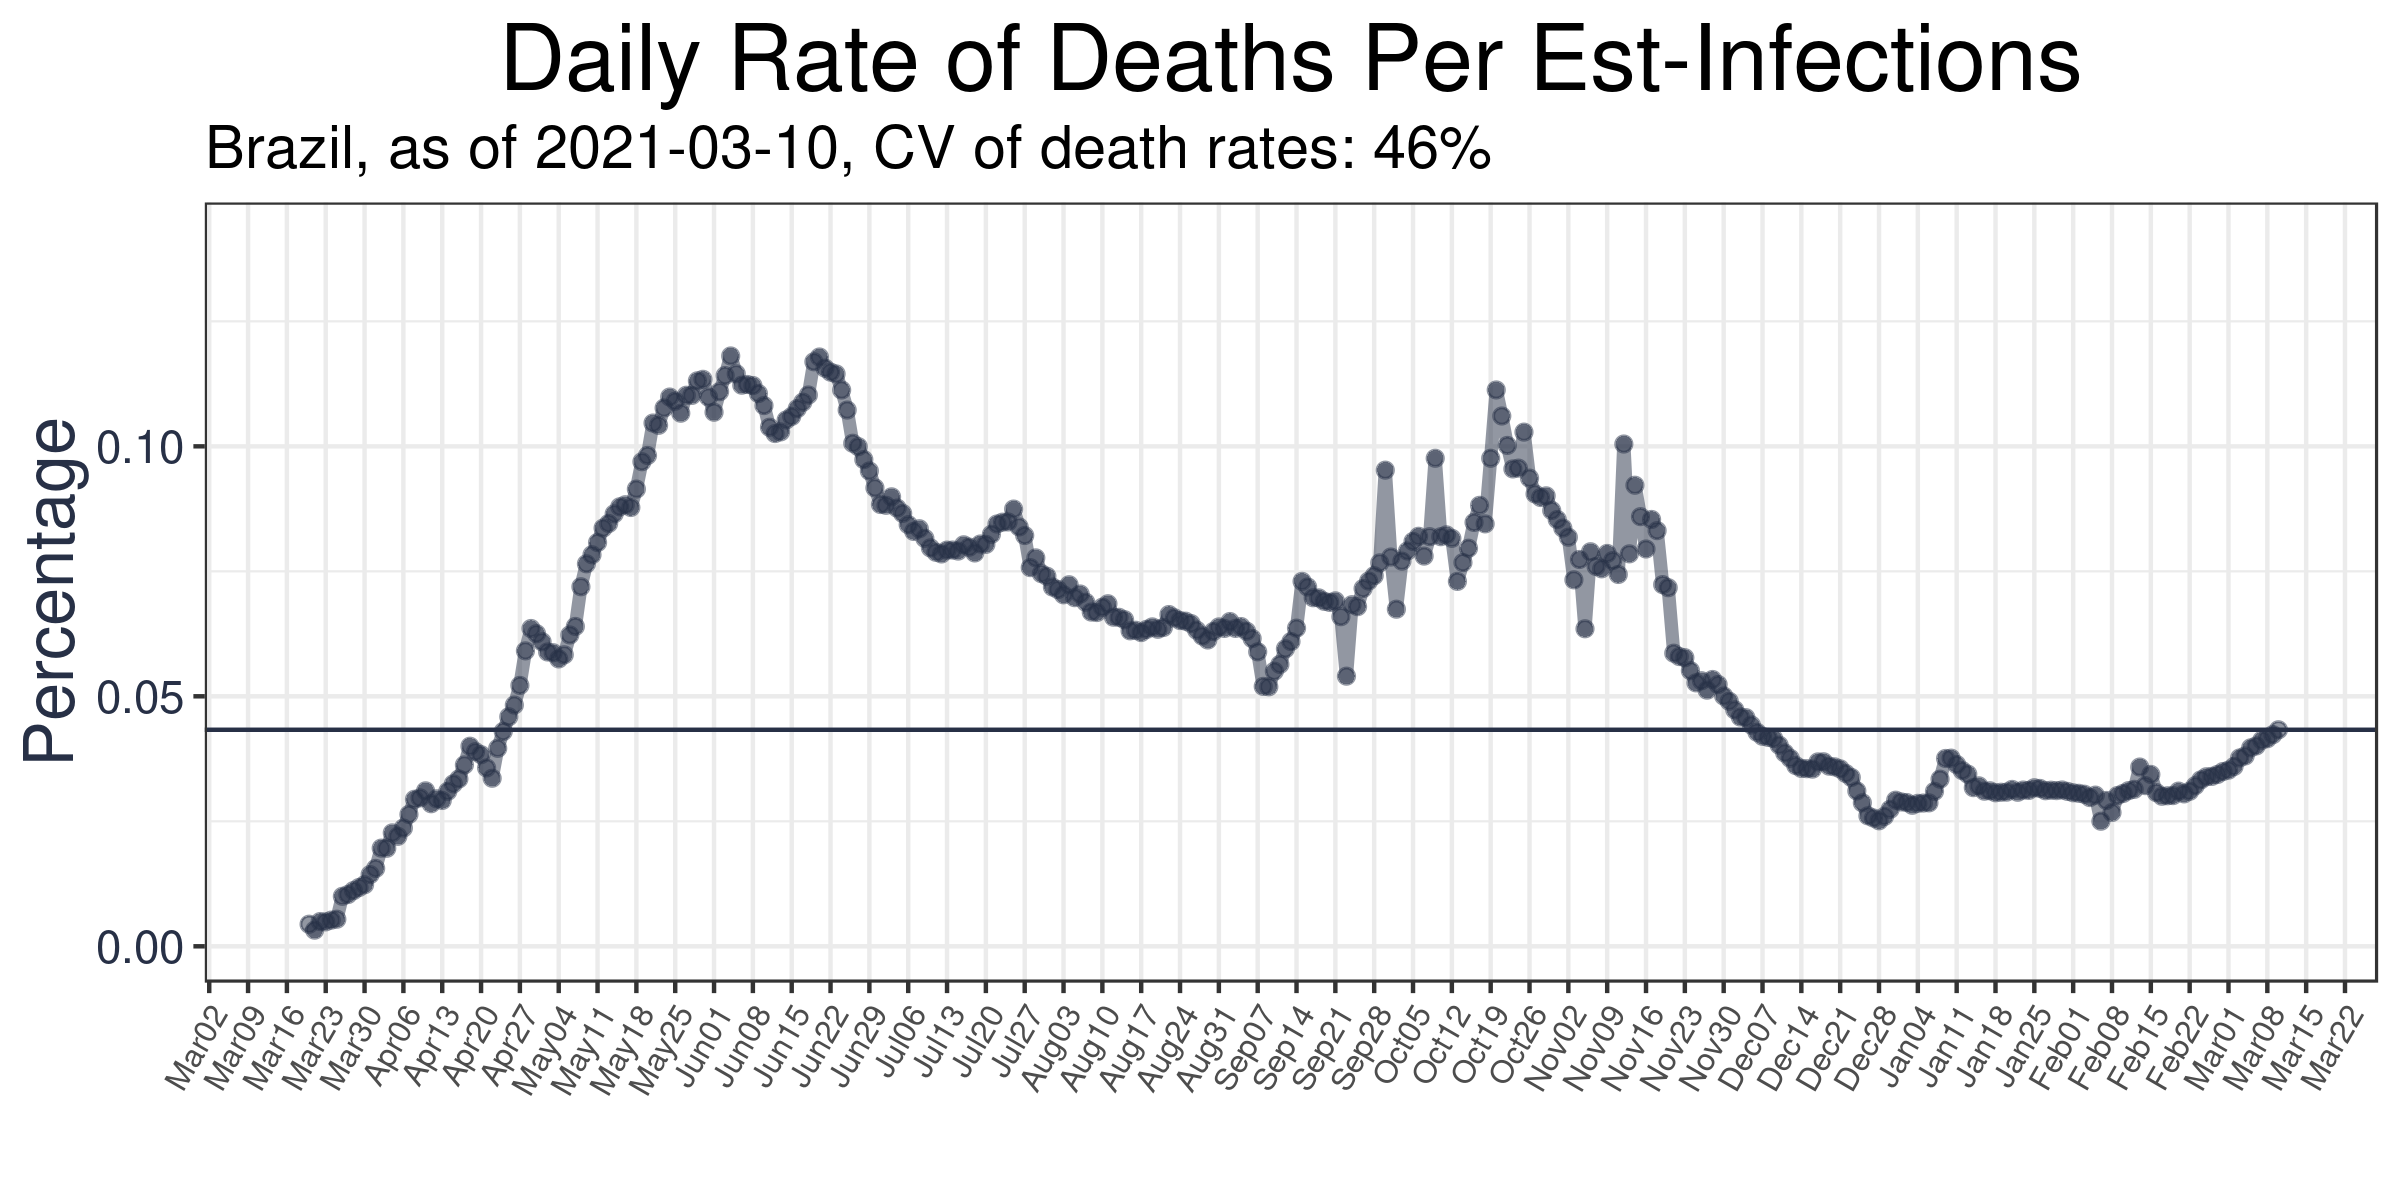 Daily Rate of Deaths Per Est-Infections
Brazil, as of 2021-03-10, CV of death rates: 46%
Percentage
0.10
0.05
0.00
Mar02
Mar09
Mar16
Mar23
Mar30
Apr06
Apr13
Apr20
Apr27
May04
May11
May18
May25
Jun01
Jun08
Jun15
Jun22
Jun29
Jul06
Jul13
Jul20
Jul27
Aug03
Aug10
Aug17
Aug24
Aug31
Sep07
Sep14
Sep21
Sep28
Oct05
Oct12
Oct19
Oct26
Nov02
Nov09
Nov16
Nov23
Nov30
Dec07
Dec14
Dec21
Dec28
Jan04
Jan11
Jan18
Jan25
Feb01
Feb08
Feb15
Feb22
Mar01
Mar08
Mar15
Mar22